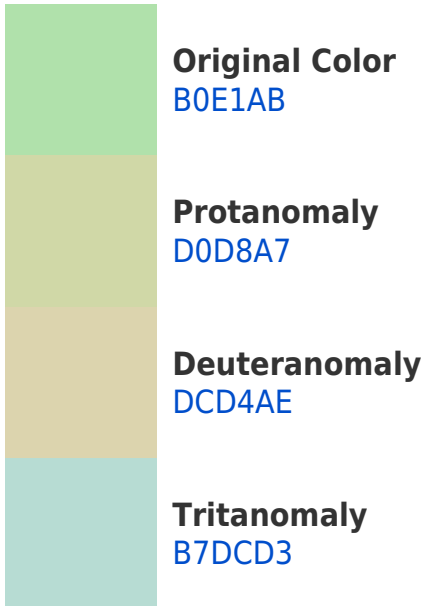 Original Color
B0E1AB
Protanomaly
D0D8A7
Deuteranomaly
DCD4AE
Tritanomaly
B7DCD3